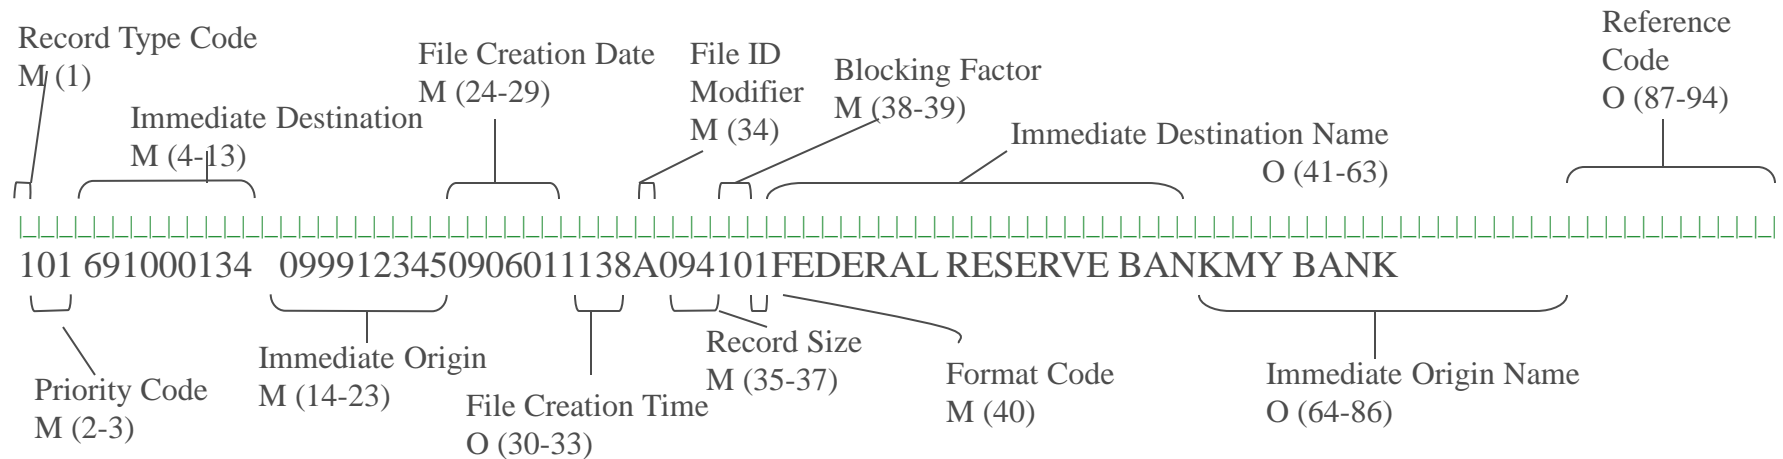 Record Type Code
M (1)
Immediate Destination
M (4-13)
File Creation Date
M (24-29)
File ID
Modifier
M (34)
Blocking Factor
M (38-39)
Immediate Destination Name
O (41-63)
Reference
Code
O (87-94)
101 691000134  0999123450906011138A094101FEDERAL RESERVE BANKMY BANK
Priority Code
M (2-3)
Immediate Origin
M (14-23)
File Creation Time
O (30-33)
Record Size
M (35-37)
Format Code
M (40)
Immediate Origin Name
O (64-86)